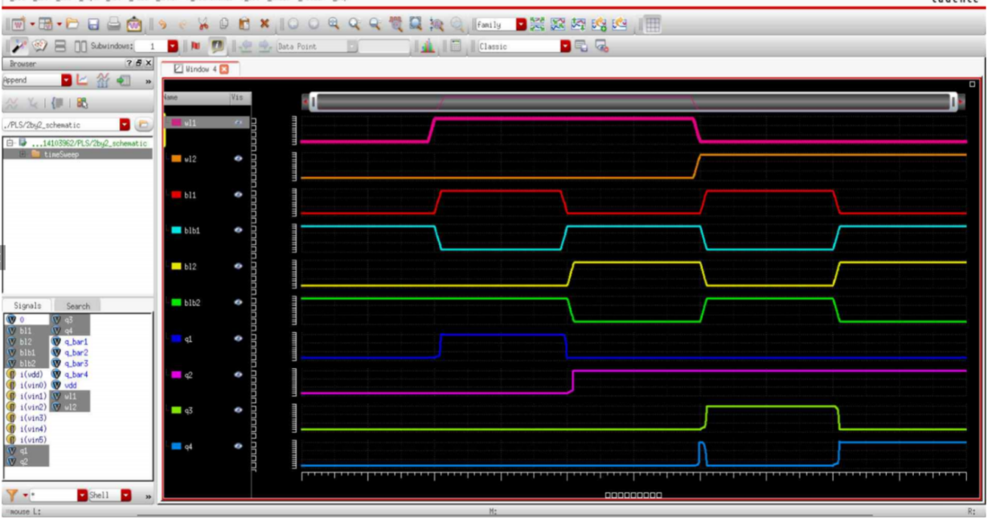 cadence
family
Subwindows: 1
Data Point
Classic
Browser
Window 4
Append
Name Vis
./PLS/2by2_schematic
...14103962/PLS/2by2_schematic
timeSweep
wl1
wl2
bl1
blb1
bl2
blb2
q1
q2
q3
q4
Signals Search
0 q3
bl1 q4
bl2 q_bar1
blb1 q_bar2
blb2 q_bar3
i(vdd) q_bar4
i(vin0) vdd
i(vin1) wl1
i(vin2) wl2
i(vin3)
i(vin4)
i(vin5)
q1
q2
* Shell
mouse L: M: R: